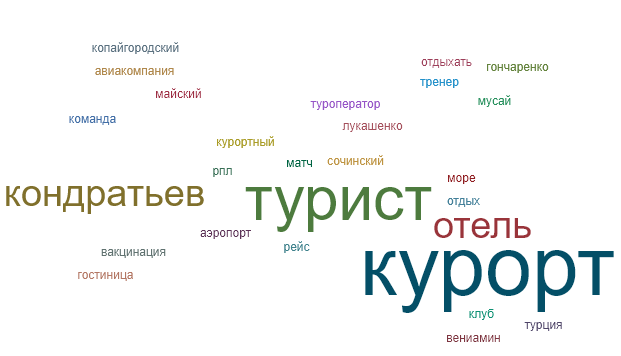 копайгородский
отдыхать
гончаренко
авиакомпания
тренер
майский
мусай
туроператор
команда
лукашенко
курортный
матч
сочинский
рпл
море
кондратьев
турист
отдых
отель
аэропорт
рейс
вакцинация
курорт
гостиница
клуб
турция
вениамин